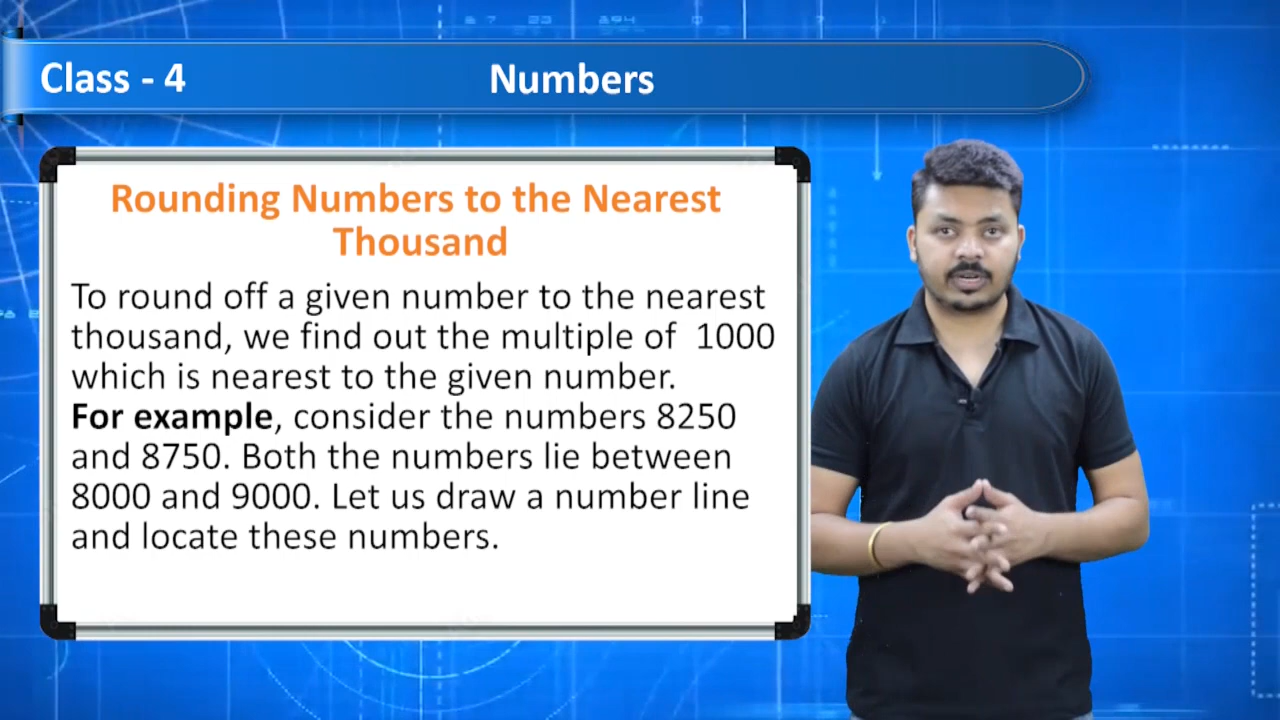 Class - 4
Numbers
Rounding Numbers to the Nearest
Thousand
To round off a given number to the nearest
thousand, we find out the multiple of 1000
which is nearest to the given number.
For example, consider the numbers 8250
and 8750. Both the numbers lie between
8000 and 9000. Let us draw a number line
and locate these numbers.